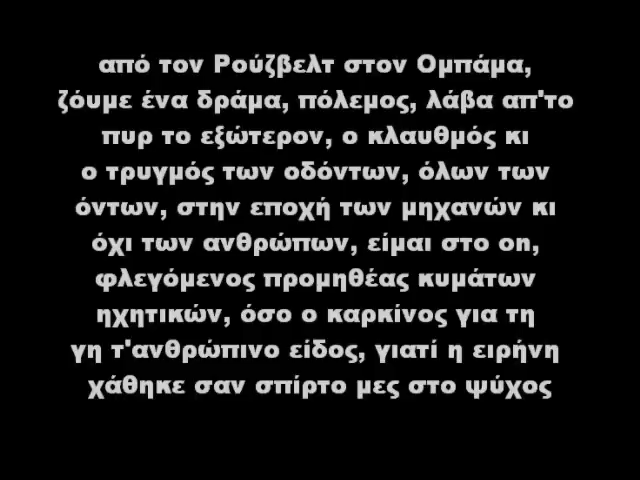 από τον Ρούζβελτ στον Ομπάμα,
ζόυμε ένα δράμα, πόλεμος, λάβα απ'το
πυρ το εξώτερον, ο κλαυθμός κι
ο τρυγμός των οδόντων, όλων των
όντων, στην εποχή των μηχανών κι
όχι των ανθρώπων, είμαι στο on,
φλεγόμενος προμηθέας κυμάτων
ηχητικών, όσο ο καρκίνος για τη
γη τ'ανθρώπινο είδος, γιατί η ειρήνη
χάθηκε σαν σπίρτο μες στο ψύχος